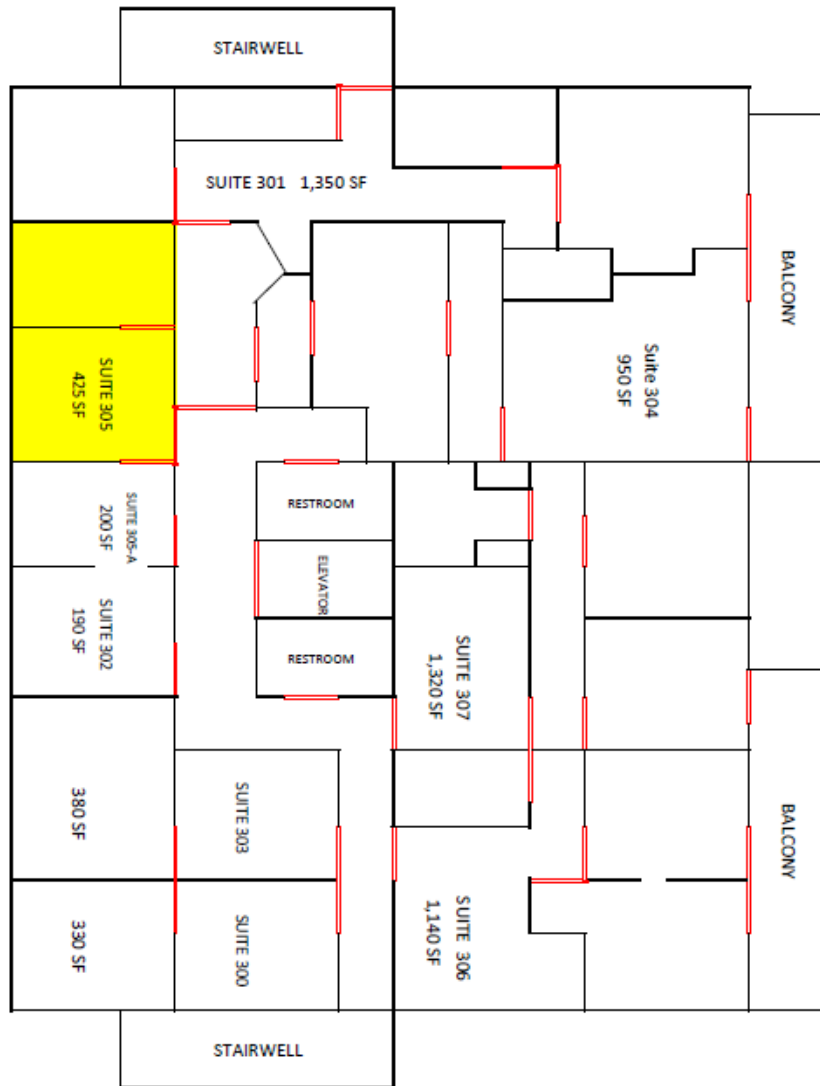 STAIRWELL
SUITE 301 1,350 SF
BALCONY
Suite 304
950 SF
SUITE 305
425 SF
SUITE 305-A
200 SF
RESTROOM
ELEVATOR
RESTROOM
SUITE 302
190 SF
SUITE 307
1,320 SF
380 SF
SUITE 303
BALCONY
330 SF
SUITE 300
SUITE 306
1,140 SF
STAIRWELL